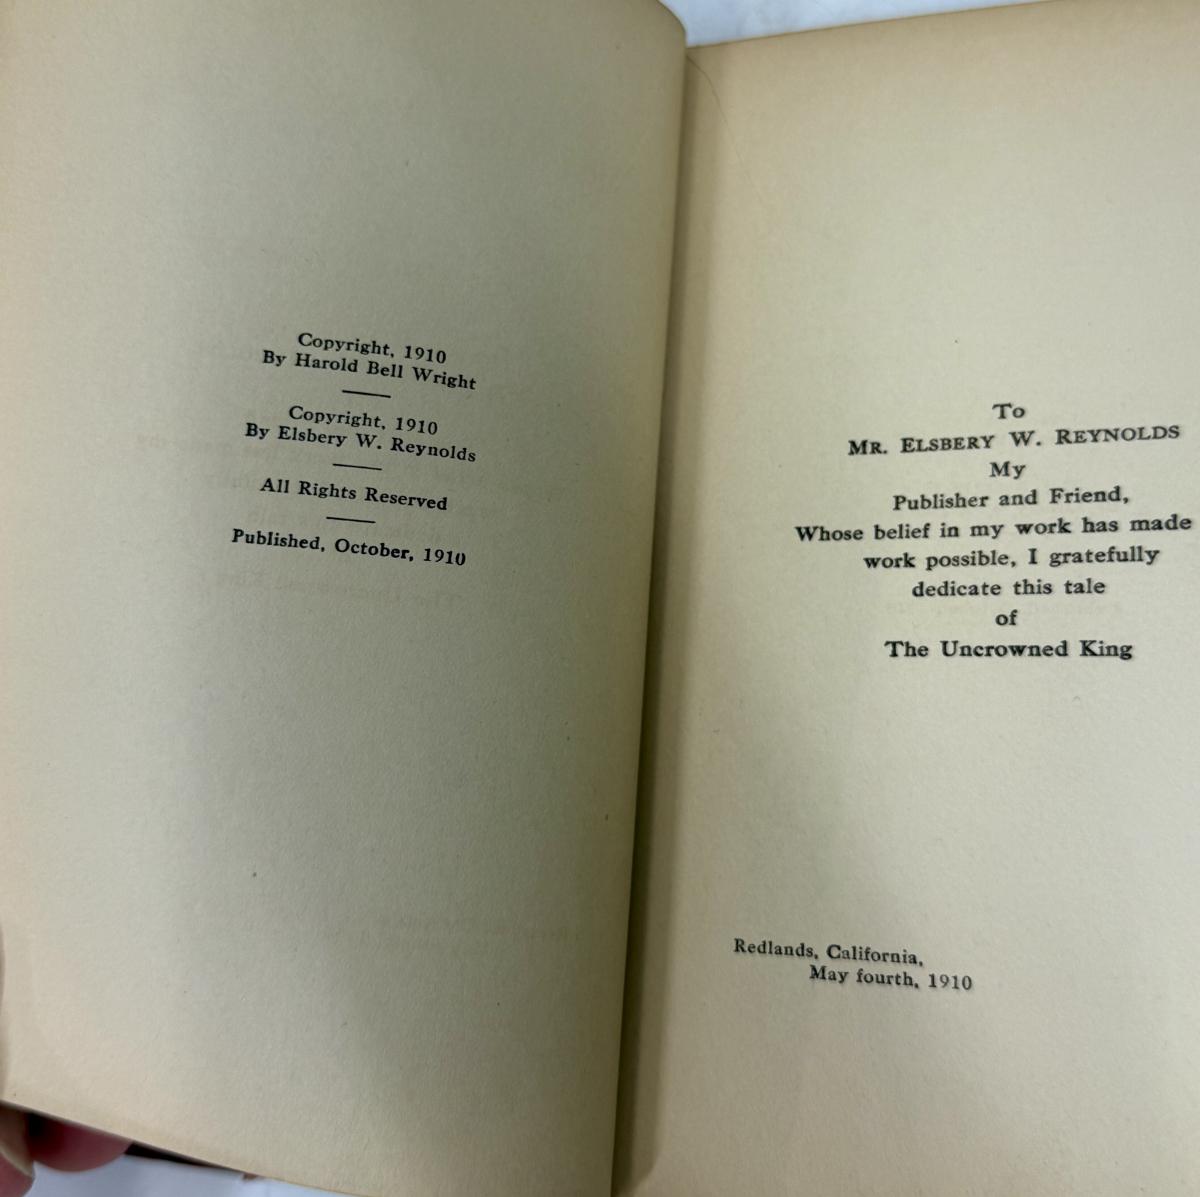 Copyright, 1910
By Harold Bell Wright
Copyright, 1910
By Elsbery W. Reynolds
All Rights Reserved
Published, October, 1910
To
MR. ELSBERY W. REYNOLDS
My
Publisher and Friend,
Whose belief in my work has made
work possible, I gratefully
dedicate this tale
of
The Uncrowned King
Redlands, California,
May fourth, 1910